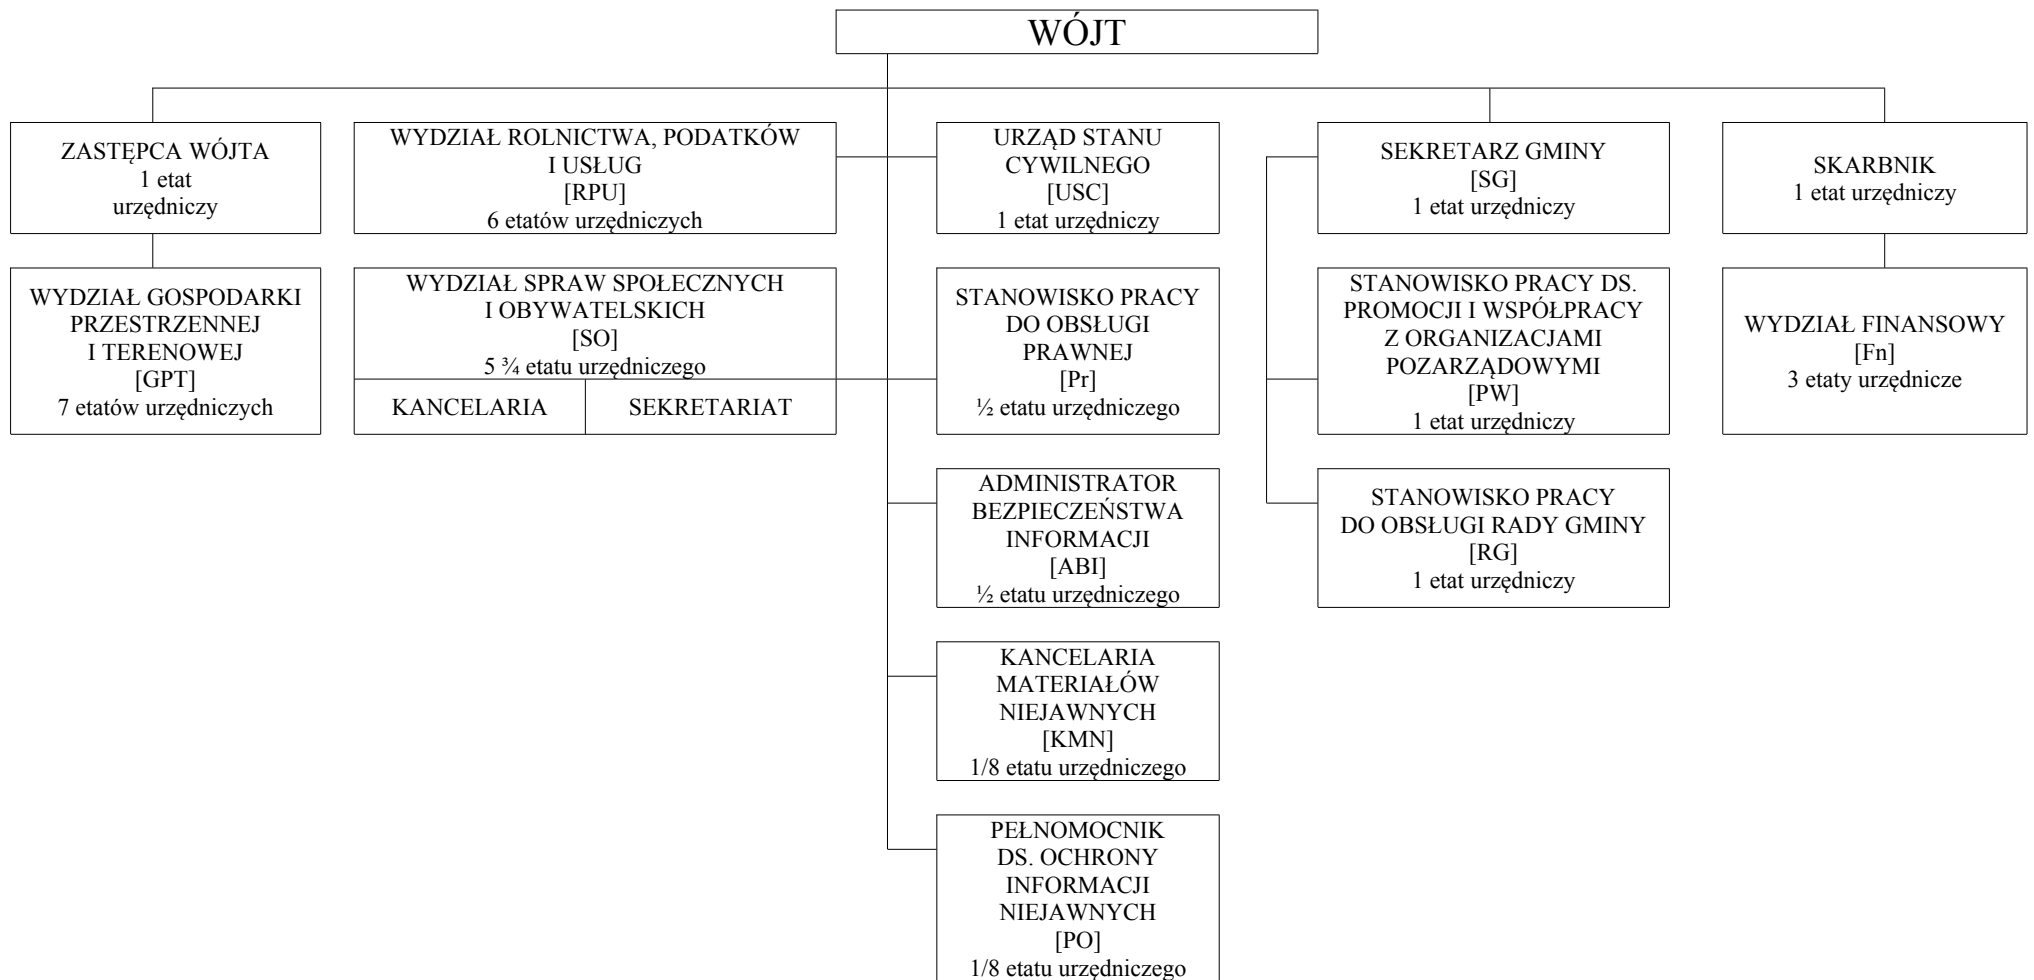 WÓJT
ZASTĘPCA WÓJTA
1 etat
urzędniczy
WYDZIAŁ GOSPODARKI
PRZESTRZENNEJ
I TERENOWEJ
[GPT]
7 etatów urzędniczych
WYDZIAŁ ROLNICTWA, PODATKÓW
I USŁUG
[RPU]
6 etatów urzędniczych
WYDZIAŁ SPRAW SPOŁECZNYCH
I OBYWATELSKICH
[SO]
5 ¾ etatu urzędniczego
KANCELARIA
SEKRETARIAT
URZĄD STANU
CYWILNEGO
[USC]
1 etat urzędniczy
STANOWISKO PRACY
DO OBSŁUGI
PRAWNEJ
[Pr]
½ etatu urzędniczego
ADMINISTRATOR
BEZPIECZEŃSTWA
INFORMACJI
[ABI]
½ etatu urzędniczego
KANCELARIA
MATERIAŁÓW
NIEJAWNYCH
[KMN]
1/8 etatu urzędniczego
PEŁNOMOCNIK
DS. OCHRONY
INFORMACJI
NIEJAWNYCH
[PO]
1/8 etatu urzędniczego
SEKRETARZ GMINY
[SG]
1 etat urzędniczy
STANOWISKO PRACY DS.
PROMOCJI I WSPÓŁPRACY
Z ORGANIZACJAMI
POZARZĄDOWYMI
[PW]
1 etat urzędniczy
STANOWISKO PRACY
DO OBSŁUGI RADY GMINY
[RG]
1 etat urzędniczy
SKARBNIK
1 etat urzędniczy
WYDZIAŁ FINANSOWY
[Fn]
3 etaty urzędnicze